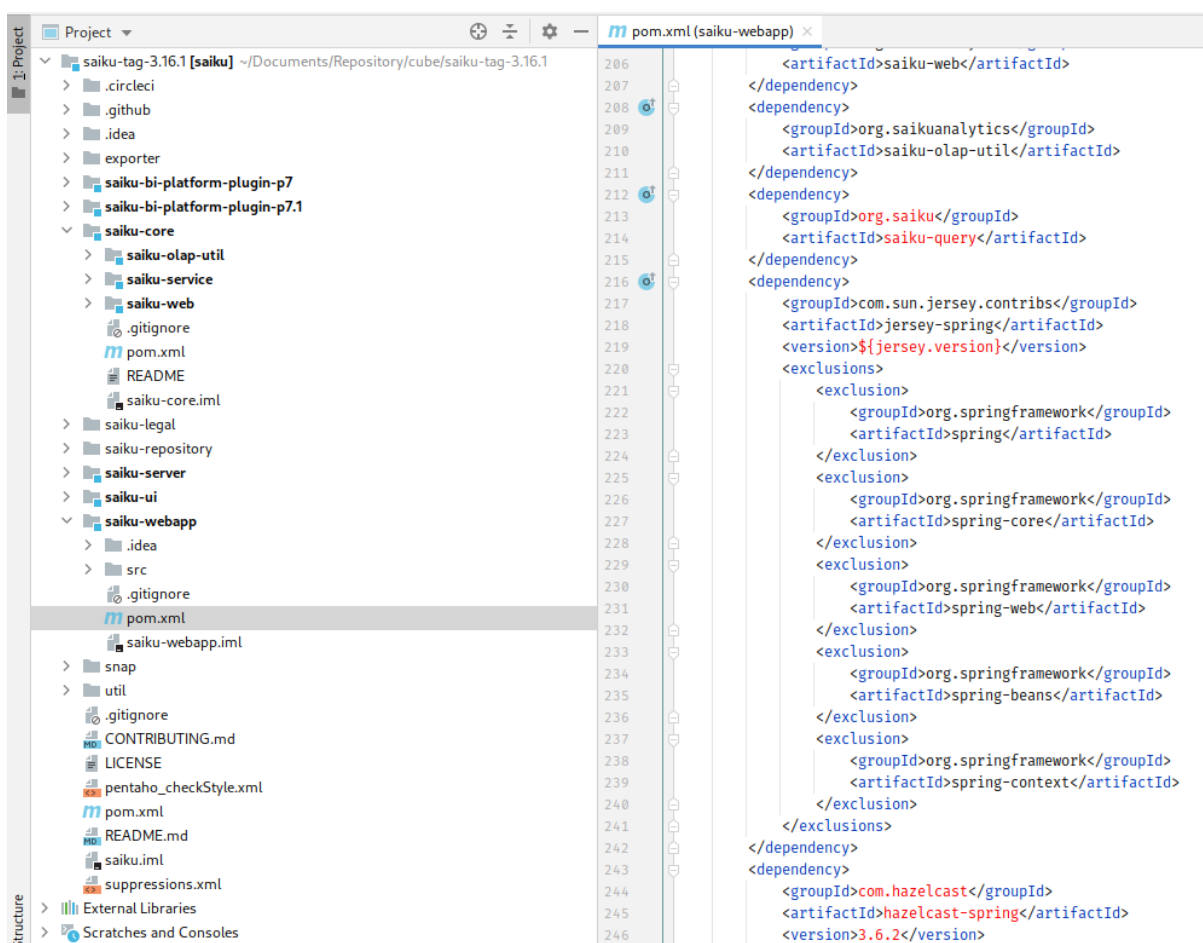 1: Project
Structure
Project
saiku-tag-3.16.1 [saiku] ~/Documents/Repository/cube/saiku-tag-3.16.1
.circleci
.github
.idea
exporter
saiku-bi-platform-plugin-p7
saiku-bi-platform-plugin-p7.1
saiku-core
saiku-olap-util
saiku-service
saiku-web
.gitignore
pom.xml
README
saiku-core.iml
saiku-legal
saiku-repository
saiku-server
saiku-ui
saiku-webapp
.idea
src
.gitignore
pom.xml
saiku-webapp.iml
snap
util
.gitignore
CONTRIBUTING.md
LICENSE
pentaho_checkStyle.xml
pom.xml
README.md
saiku.iml
suppressions.xml
External Libraries
Scratches and Consoles
pom.xml (saiku-webapp)
206 <artifactId>saiku-web</artifactId>
207 </dependency>
208 <dependency>
209 <groupId>org.saikuanalytics</groupId>
210 <artifactId>saiku-olap-util</artifactId>
211 </dependency>
212 <dependency>
213 <groupId>org.saiku</groupId>
214 <artifactId>saiku-query</artifactId>
215 </dependency>
216 <dependency>
217 <groupId>com.sun.jersey.contribs</groupId>
218 <artifactId>jersey-spring</artifactId>
219 <version>${jersey.version}</version>
220 <exclusions>
221 <exclusion>
222 <groupId>org.springframework</groupId>
223 <artifactId>spring</artifactId>
224 </exclusion>
225 <exclusion>
226 <groupId>org.springframework</groupId>
227 <artifactId>spring-core</artifactId>
228 </exclusion>
229 <exclusion>
230 <groupId>org.springframework</groupId>
231 <artifactId>spring-web</artifactId>
232 </exclusion>
233 <exclusion>
234 <groupId>org.springframework</groupId>
235 <artifactId>spring-beans</artifactId>
236 </exclusion>
237 <exclusion>
238 <groupId>org.springframework</groupId>
239 <artifactId>spring-context</artifactId>
240 </exclusion>
241 </exclusions>
242 </dependency>
243 <dependency>
244 <groupId>com.hazelcast</groupId>
245 <artifactId>hazelcast-spring</artifactId>
246 <version>3.6.2</version>